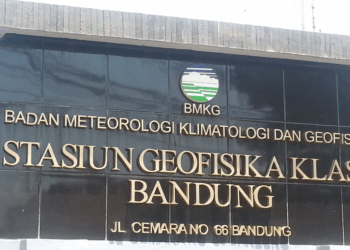 BMKG
BADAN METEOROLOGI KLIMATOLOGI DAN GEOFIS
STASIUN GEOFISIKA KLAS
BANDUNG
JL CEMARA NO 66 BANDUNG